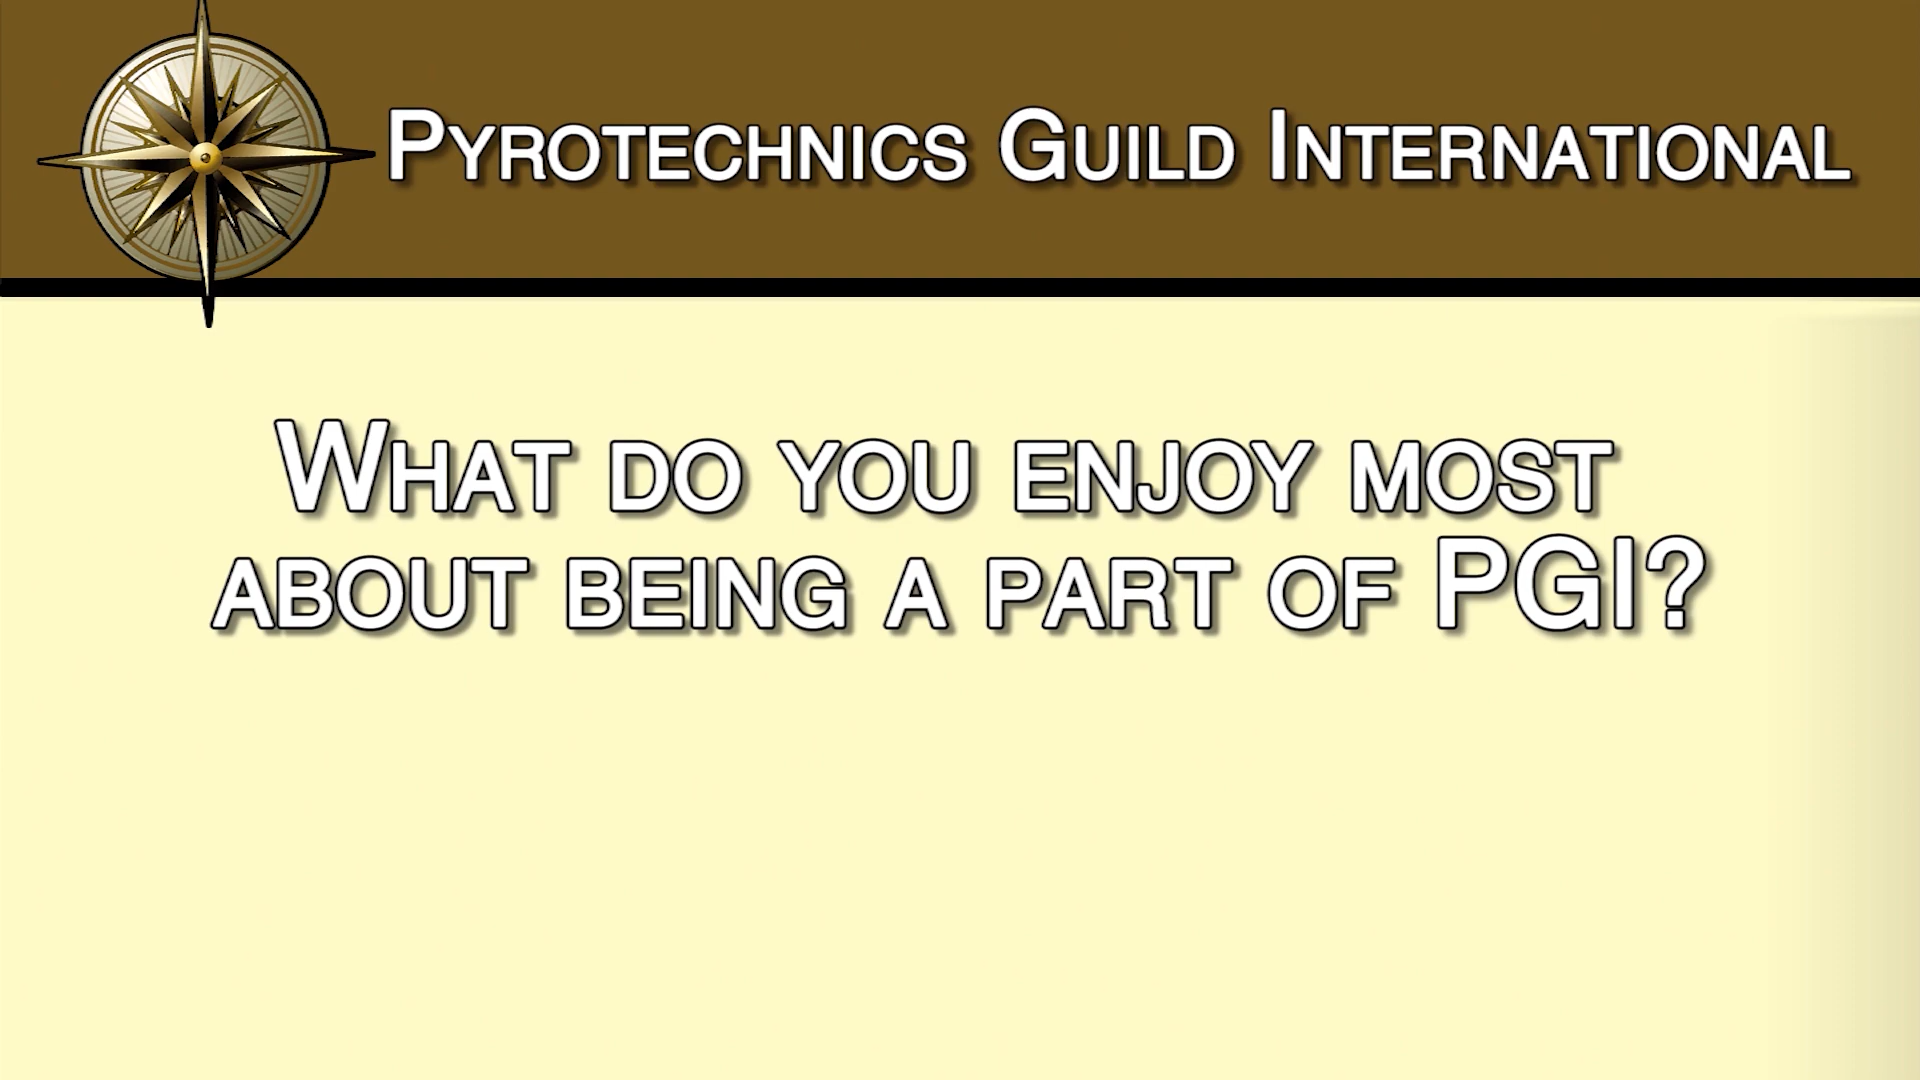 Pyrotechnics Guild International
What do you enjoy most
about being a part of PGI?